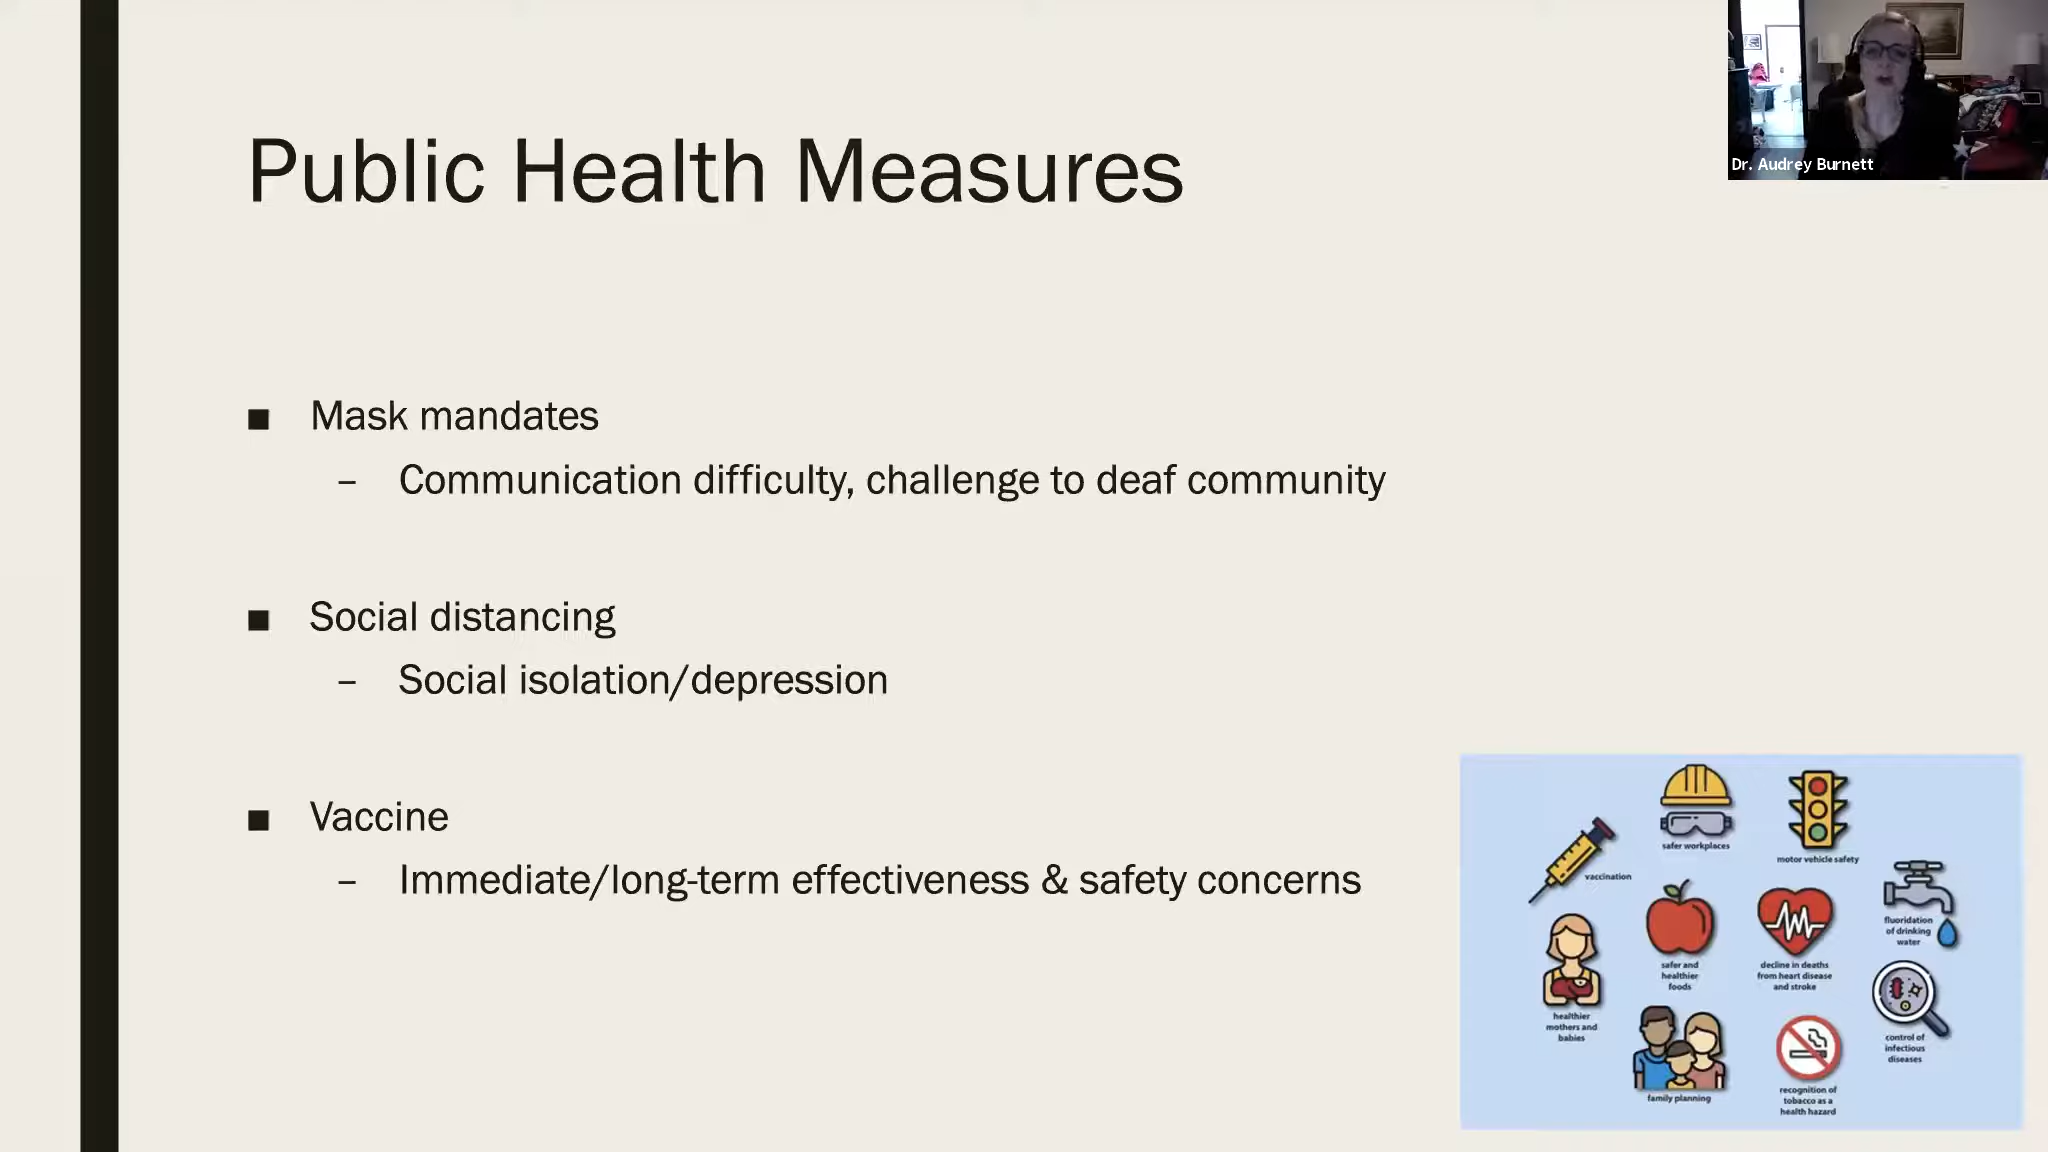 Public Health Measures
Dr. Audrey Burnett
■ Mask mandates
– Communication difficulty, challenge to deaf community
■ Social distancing
– Social isolation/depression
■ Vaccine
– Immediate/long-term effectiveness & safety concerns
safer workplaces
motor vehicle safety
vaccination
fluoridation
of drinking
water
safer and
healthier
foods
decline in deaths
from heart disease
and stroke
healthier
mothers and
babies
control of
infectious
diseases
family planning
recognition of
tobacco as a
health hazard